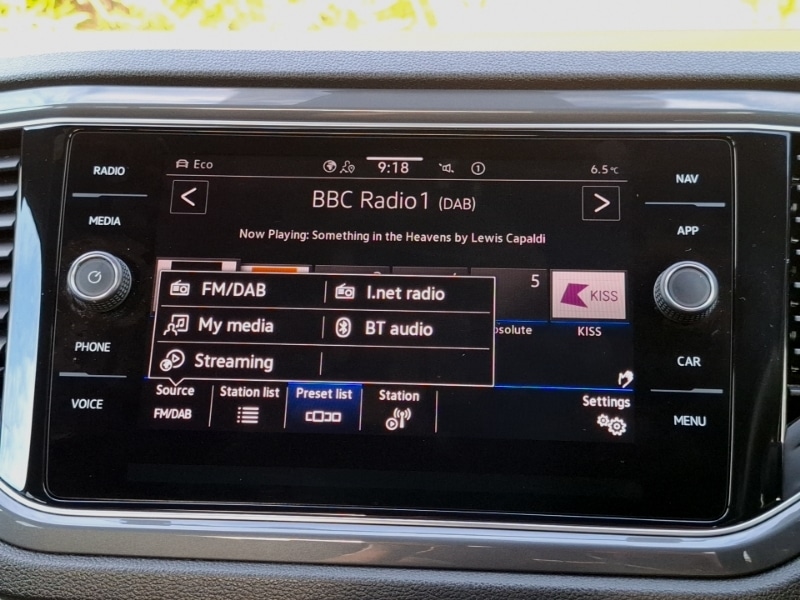 RADIO
MEDIA
PHONE
VOICE
Eco
9:18
6.5°C
BBC Radio1 (DAB)
Now Playing: Something in the Heavens by Lewis Capaldi
5
KISS
KISS
FM/DAB
I.net radio
My media
BT audio
Streaming
Source
FM/DAB
Station list
Preset list
Station
Settings
NAV
APP
CAR
MENU